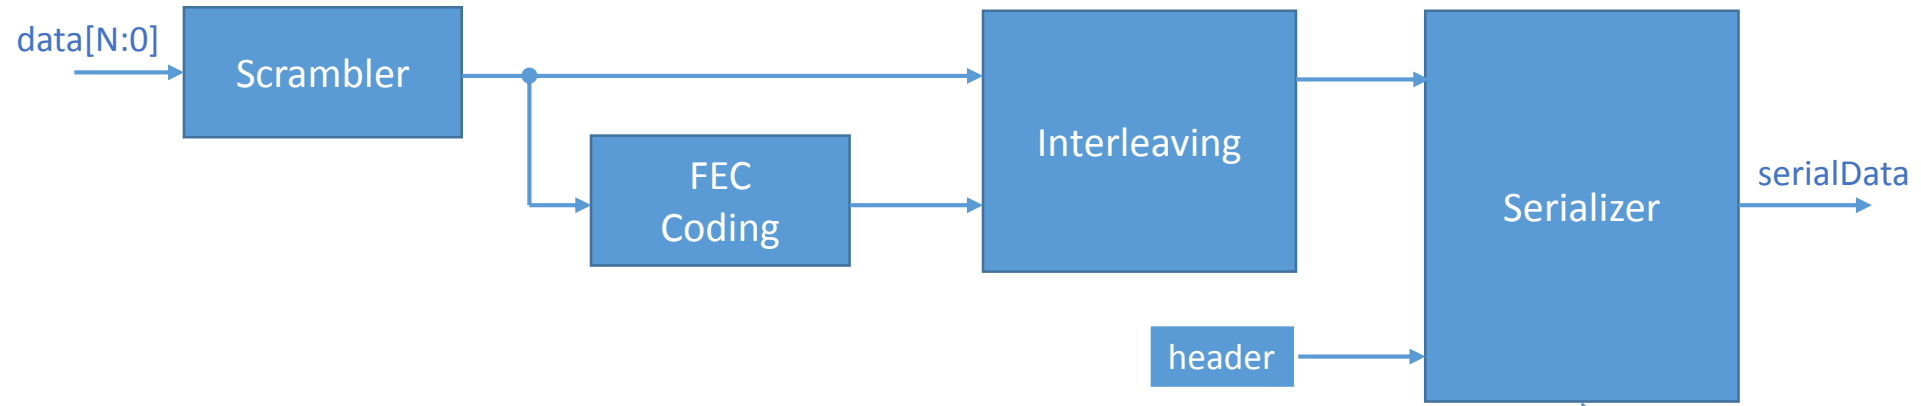 data[N:0]
Scrambler
FEC
Coding
Interleaving
header
Serializer
serialData